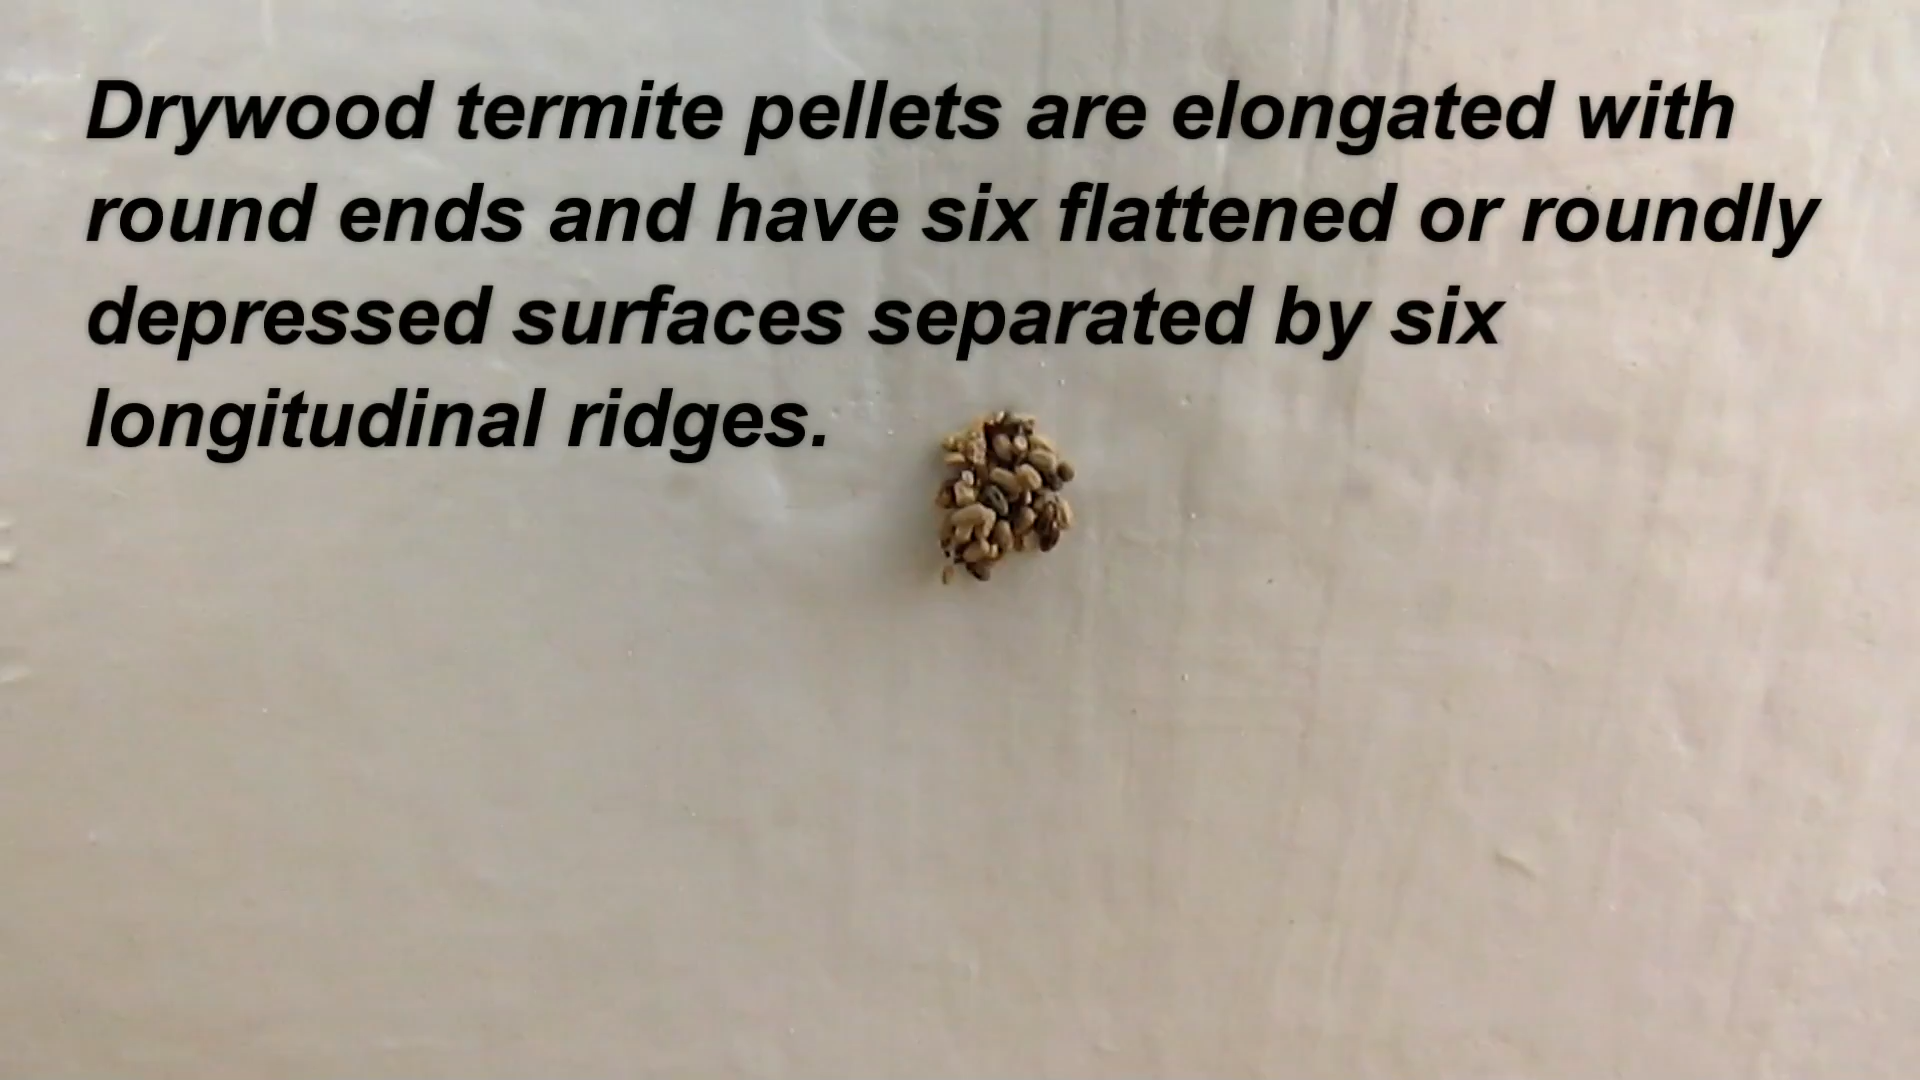 Drywood termite pellets are elongated with
round ends and have six flattened or roundly
depressed surfaces separated by six
longitudinal ridges.